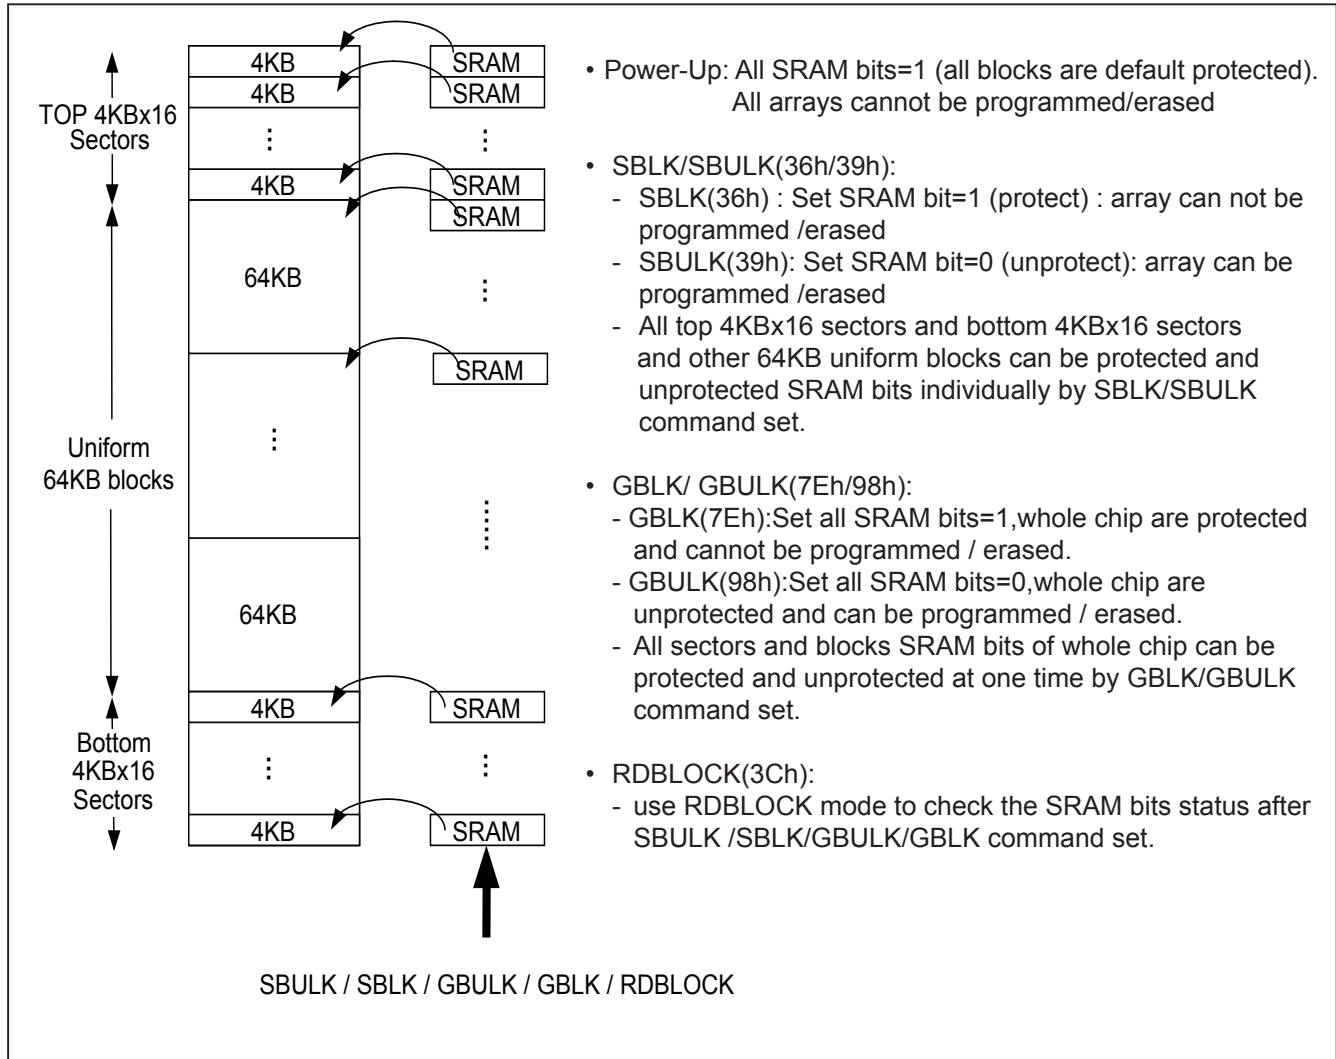 4KB
SRAM
4KB
SRAM
TOP 4KBx16
Sectors
4KB
SRAM
SRAM
64KB
SRAM
Uniform
64KB blocks
64KB
4KB
SRAM
Bottom
4KBx16
Sectors
4KB
SRAM
SBULK / SBLK / GBULK / GBLK / RDBLOCK
• Power-Up: All SRAM bits=1 (all blocks are default protected).
All arrays cannot be programmed/erased
• SBLK/SBULK(36h/39h):
- SBLK(36h) : Set SRAM bit=1 (protect) : array can not be
programmed /erased
- SBULK(39h): Set SRAM bit=0 (unprotect): array can be
programmed /erased
- All top 4KBx16 sectors and bottom 4KBx16 sectors
and other 64KB uniform blocks can be protected and
unprotected SRAM bits individually by SBLK/SBULK
command set.
• GBLK/ GBULK(7Eh/98h):
- GBLK(7Eh):Set all SRAM bits=1,whole chip are protected
and cannot be programmed / erased.
- GBULK(98h):Set all SRAM bits=0,whole chip are
unprotected and can be programmed / erased.
- All sectors and blocks SRAM bits of whole chip can be
protected and unprotected at one time by GBLK/GBULK
command set.
• RDBLOCK(3Ch):
- use RDBLOCK mode to check the SRAM bits status after
SBULK /SBLK/GBULK/GBLK command set.